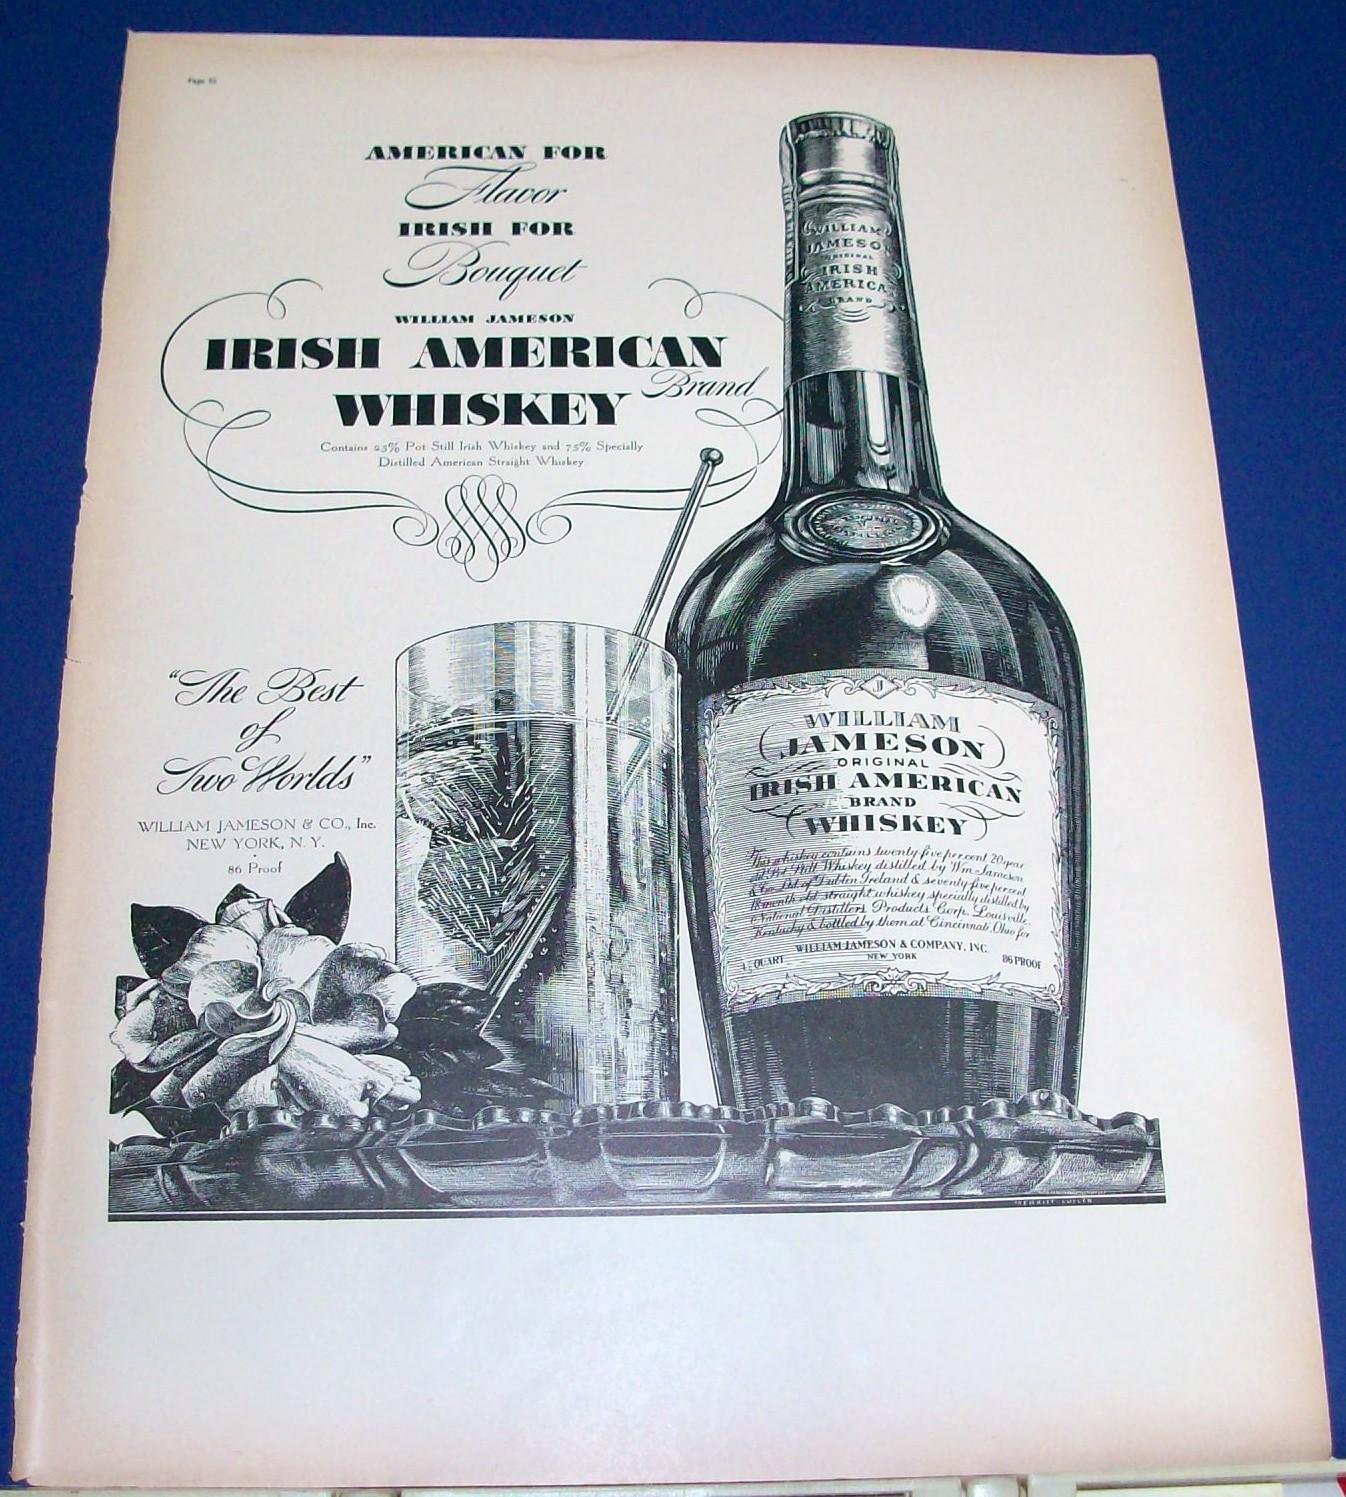 AMERICAN FOR
Flavor
IRISH FOR
Bouquet
WILLIAM JAMESON
IRISH AMERICAN
Brand
WHISKEY
Contains 25% Pot Still Irish Whiskey and 75% Specially
Distilled American Straight Whiskey
"The Best
of
Two Worlds"
WILLIAM JAMESON & CO., Inc.
NEW YORK, N. Y.
86 Proof
WILLIAM
JAMESON
ORIGINAL
IRISH
AMERICA
BRAND
J
WILLIAM
JAMESON
ORIGINAL
IRISH AMERICAN
BRAND
WHISKEY
This whiskey contains twenty five per cent 20 year
old Pot Still Whiskey distilled by Wm. Jameson
& Co. Ltd. of Dublin Ireland & seventy five percent
18 month old straight whiskey specially distilled by
National Distillers Products Corp. Louisville,
Kentucky & bottled by them at Cincinnati, Ohio for
WILLIAM JAMESON & COMPANY, INC.
QUART NEW YORK 86 PROOF